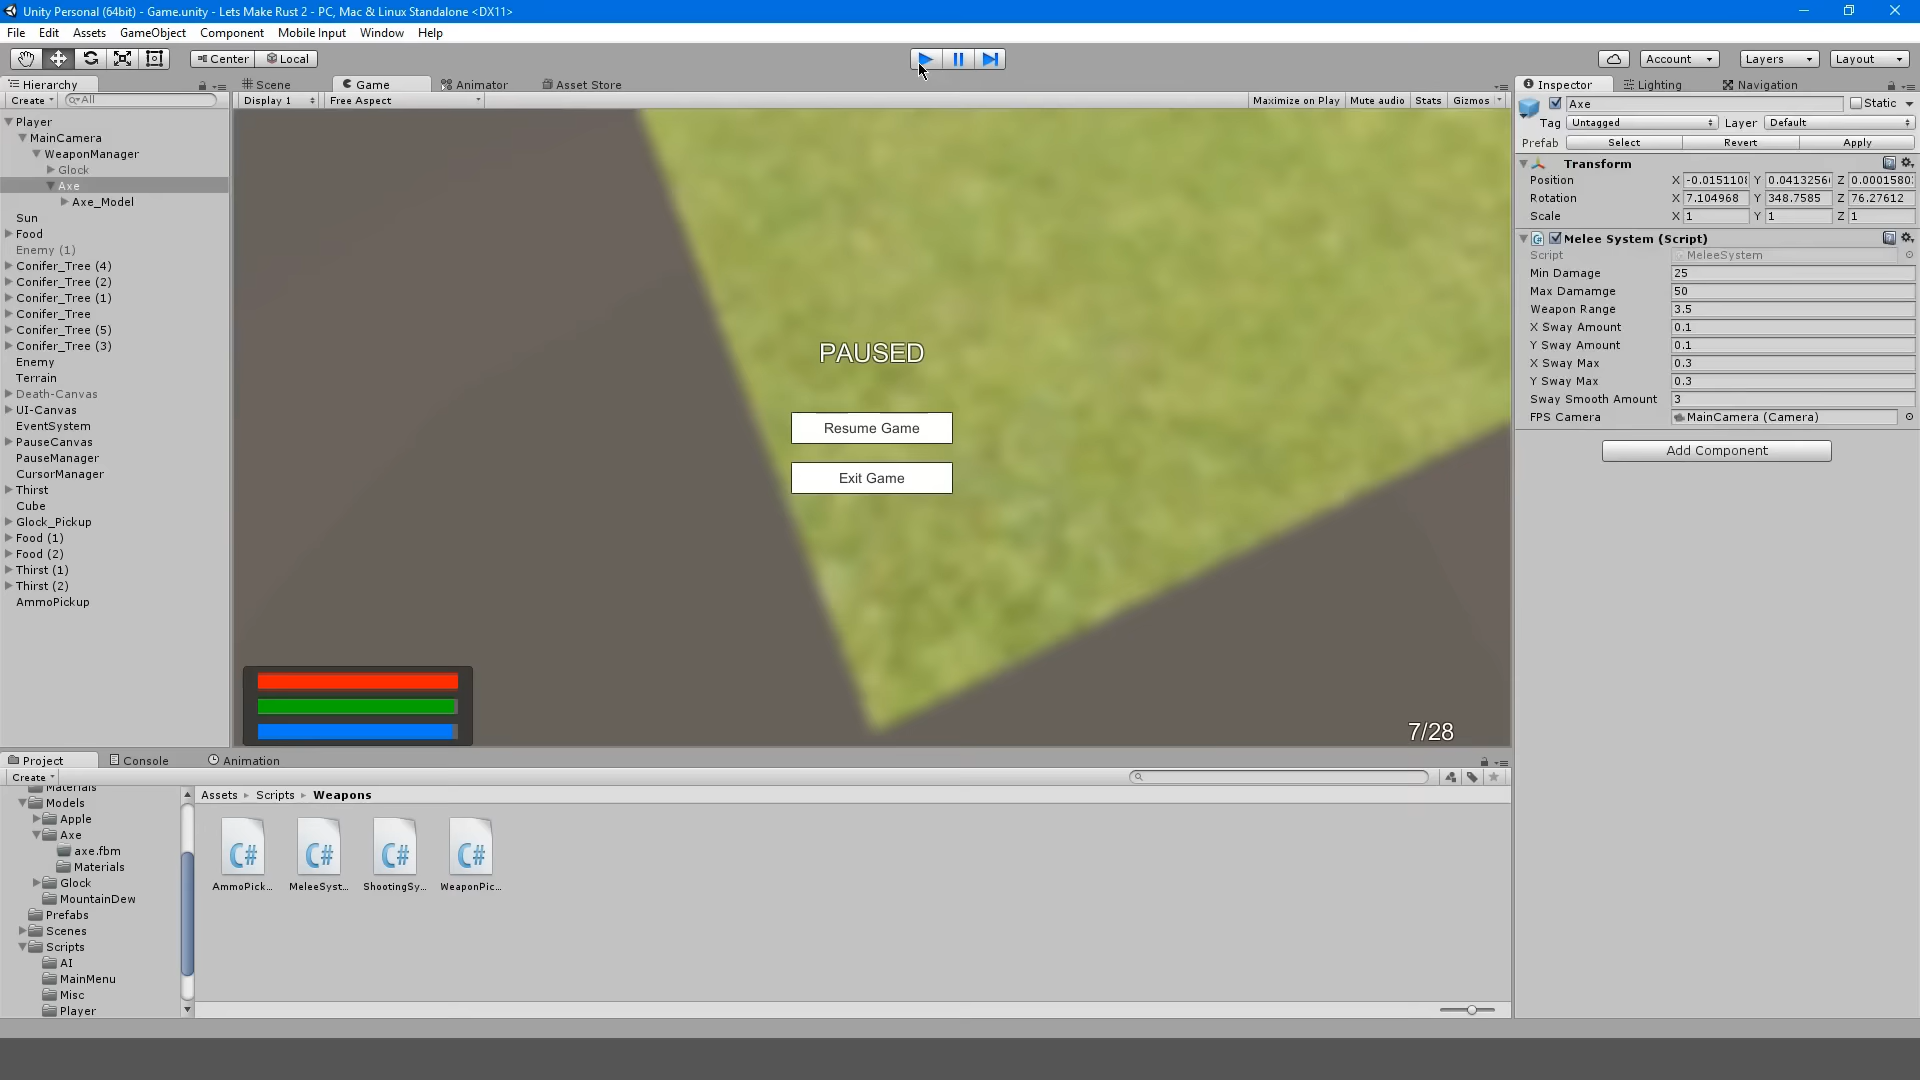 Unity Personal (64bit) - Game.unity - Lets Make Rust 2 - PC, Mac & Linux Standalone <DX11>
File Edit Assets GameObject Component Mobile Input Window Help
Center Local Account Layers Layout
Hierarchy
Create All
Player
MainCamera
WeaponManager
Glock
Axe
Axe_Model
Sun
Food
Enemy (1)
Conifer_Tree (4)
Conifer_Tree (2)
Conifer_Tree (1)
Conifer_Tree
Conifer_Tree (5)
Conifer_Tree (3)
Enemy
Terrain
Death-Canvas
UI-Canvas
EventSystem
PauseCanvas
PauseManager
CursorManager
Thirst
Cube
Glock_Pickup
Food (1)
Food (2)
Thirst (1)
Thirst (2)
AmmoPickup
Scene Game Animator Asset Store
Display 1 Free Aspect Maximize on Play Mute audio Stats Gizmos
PAUSED
Resume Game
Exit Game
7/28
Inspector Lighting Navigation
Axe Static
Tag Untagged Layer Default
Prefab Select Revert Apply
Transform
Position X -0.0151108 Y 0.0413256 Z 0.0001580
Rotation X 7.104968 Y 348.7585 Z 76.27612
Scale X 1 Y 1 Z 1
Melee System (Script)
Script MeleeSystem
Min Damage 25
Max Damamge 50
Weapon Range 3.5
X Sway Amount 0.1
Y Sway Amount 0.1
X Sway Max 0.3
Y Sway Max 0.3
Sway Smooth Amount 3
FPS Camera MainCamera (Camera)
Add Component
Project Console Animation
Create
Materials
Models
Apple
Axe
axe.fbm
Materials
Glock
MountainDew
Prefabs
Scenes
Scripts
AI
MainMenu
Misc
Player
Assets Scripts Weapons
C# C# C# C#
AmmoPick... MeleeSyst... ShootingSy... WeaponPic...